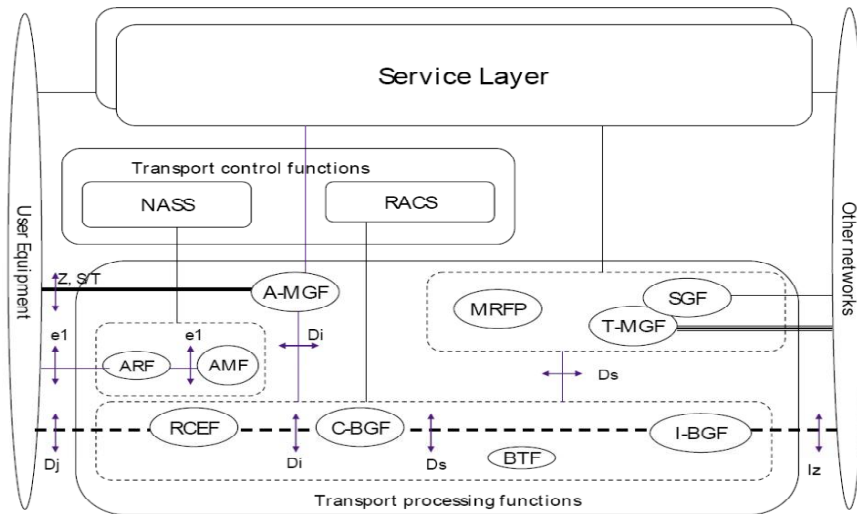 Service Layer
Transport control functions
NASS
RACS
User Equipment
Other networks
Z, S/T
A-MGF
MRFP
SGF
T-MGF
e1
e1
Di
ARF
AMF
Ds
RCEF
C-BGF
I-BGF
Dj
Di
Ds
BTF
Iz
Transport processing functions